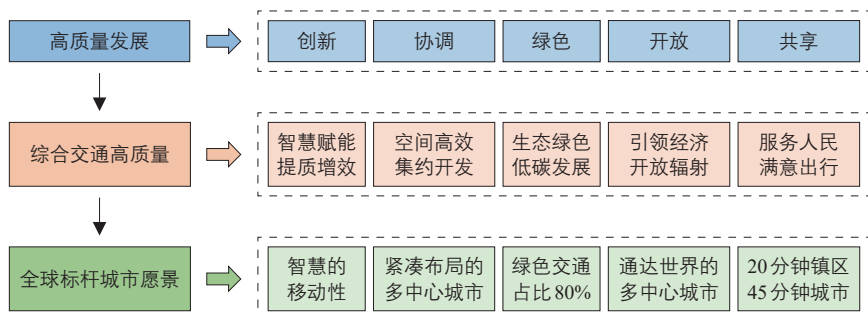 高质量发展
创新
协调
绿色
开放
共享
综合交通高质量
智慧赋能
提质增效
空间高效
集约开发
生态绿色
低碳发展
引领经济
开放辐射
服务人民
满意出行
全球标杆城市愿景
智慧的
移动性
紧凑布局的
多中心城市
绿色交通
占比80%
通达世界的
多中心城市
20分钟镇区
45分钟城市